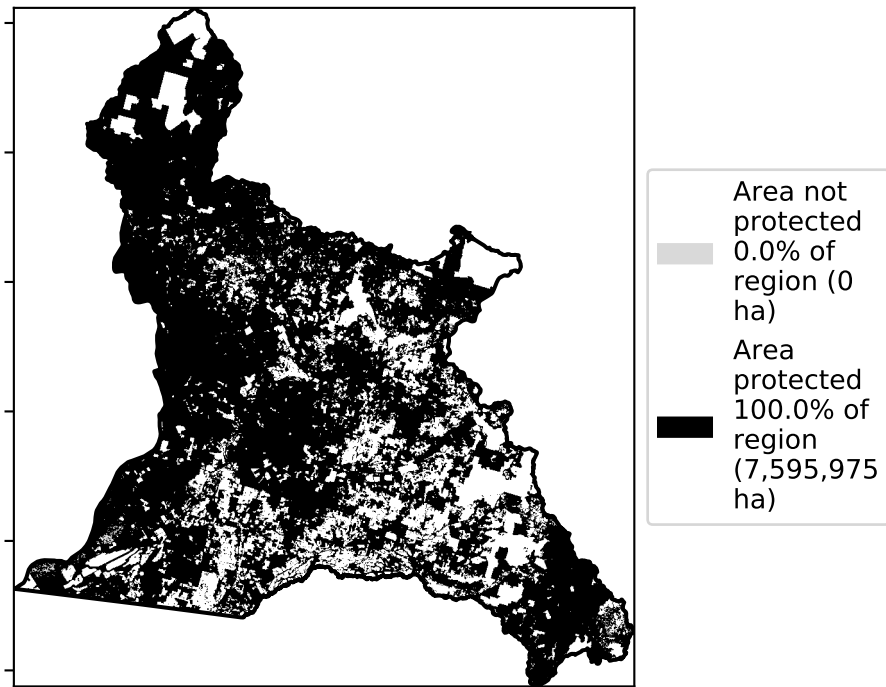 Area not
protected
0.0% of
region (0
ha)
Area
protected
100.0% of
region
(7,595,975
ha)